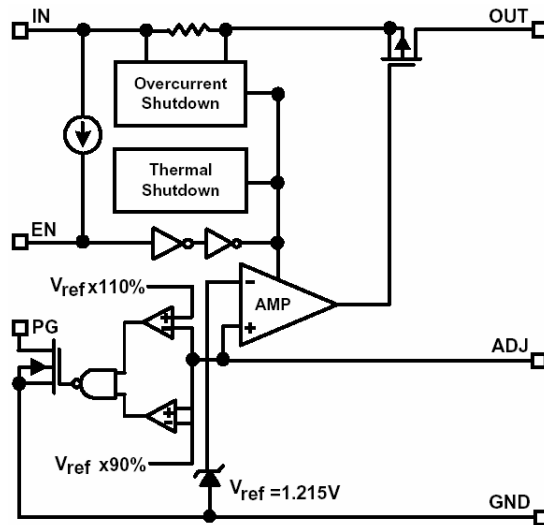 IN
OUT
Overcurrent
Shutdown
Thermal
Shutdown
EN
Vref x110%
-
AMP
+
PG
+
-
ADJ
+
-
Vref x90%
Vref =1.215V
GND